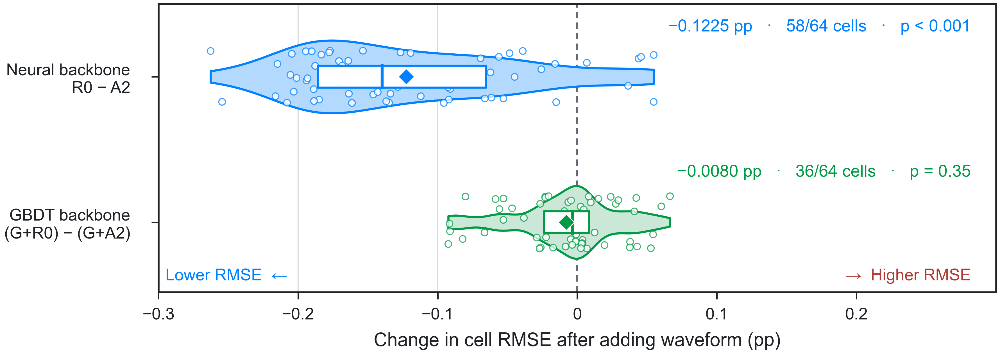 −0.1225 pp · 58/64 cells · p < 0.001
Neural backbone
R0 − A2
−0.0080 pp · 36/64 cells · p = 0.35
GBDT backbone
(G+R0) − (G+A2)
Lower RMSE ←
→ Higher RMSE
−0.3 −0.2 −0.1 0 0.1 0.2
Change in cell RMSE after adding waveform (pp)